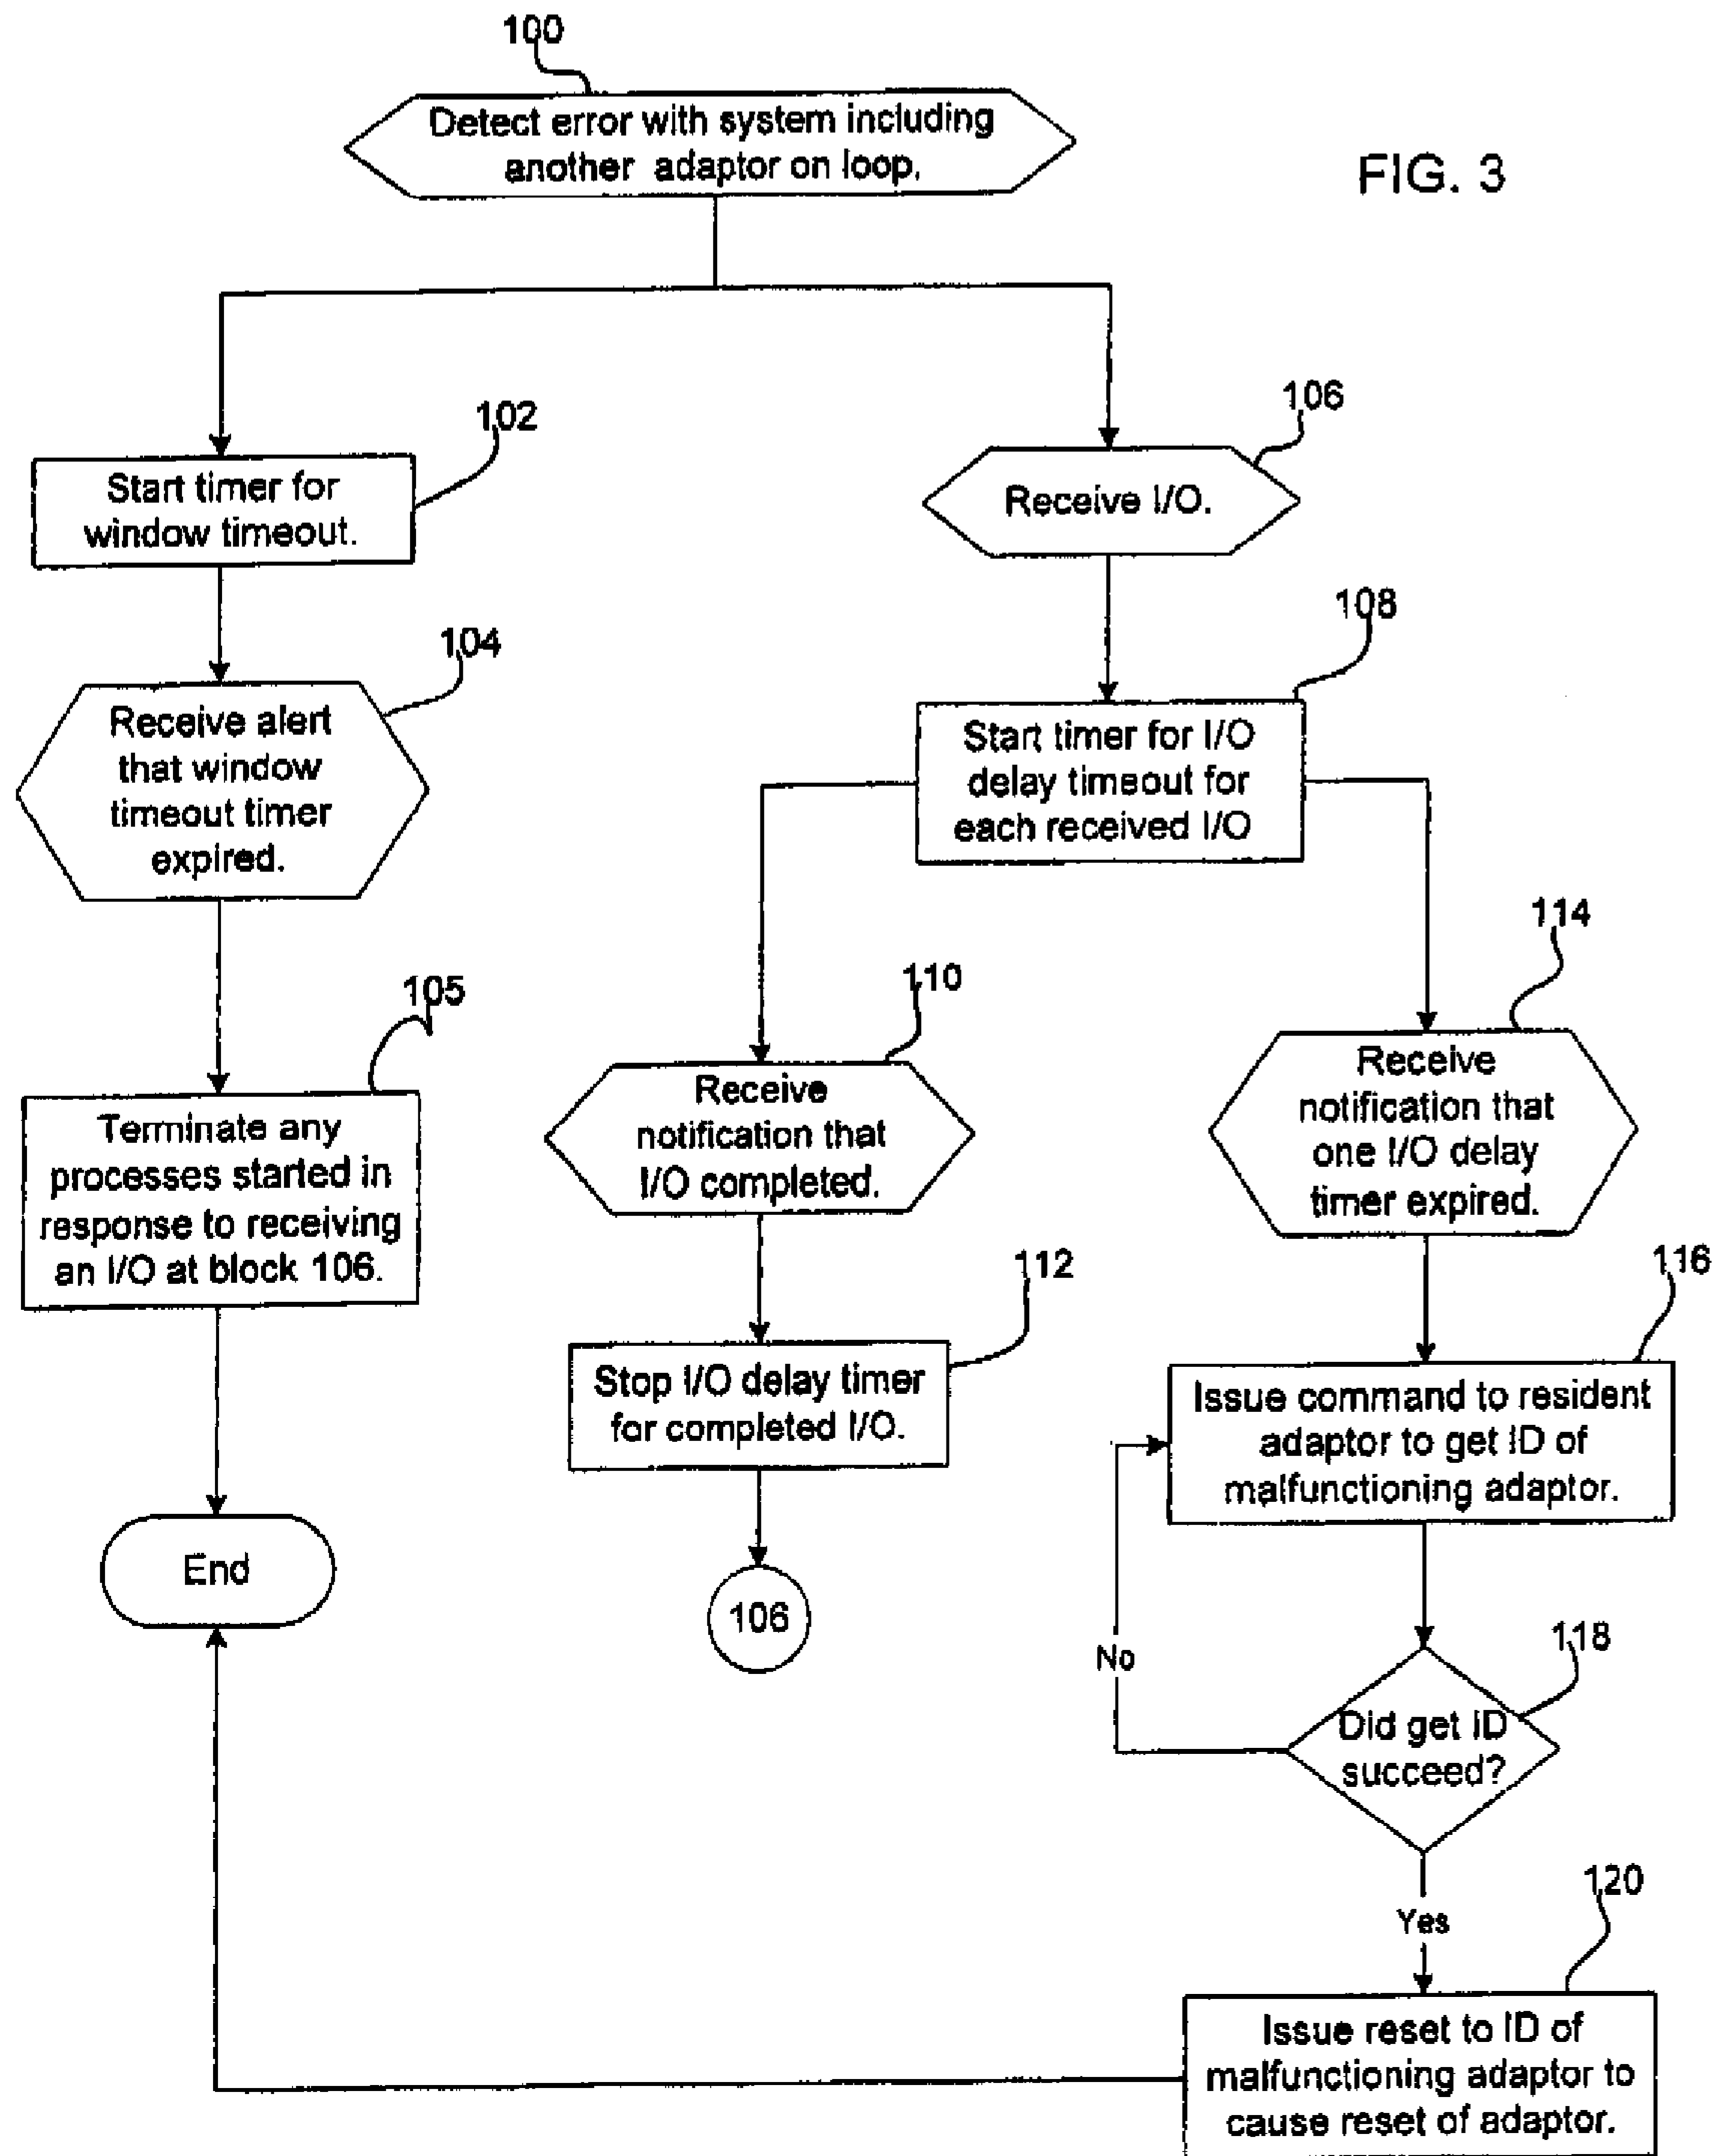 100
Detect error with system including
another adaptor on loop.
FIG. 3
102
Start timer for
window timeout.
106
Receive I/O.
104
Receive alert
that window
timeout timer
expired.
108
Start timer for I/O
delay timeout for
each received I/O
105
Terminate any
processes started in
response to receiving
an I/O at block 106.
110
Receive
notification that
I/O completed.
114
Receive
notification that
one I/O delay
timer expired.
112
Stop I/O delay timer
for completed I/O.
116
Issue command to resident
adaptor to get ID of
malfunctioning adaptor.
End
106
No
118
Did get ID
succeed?
Yes
120
Issue reset to ID of
malfunctioning adaptor to
cause reset of adaptor.